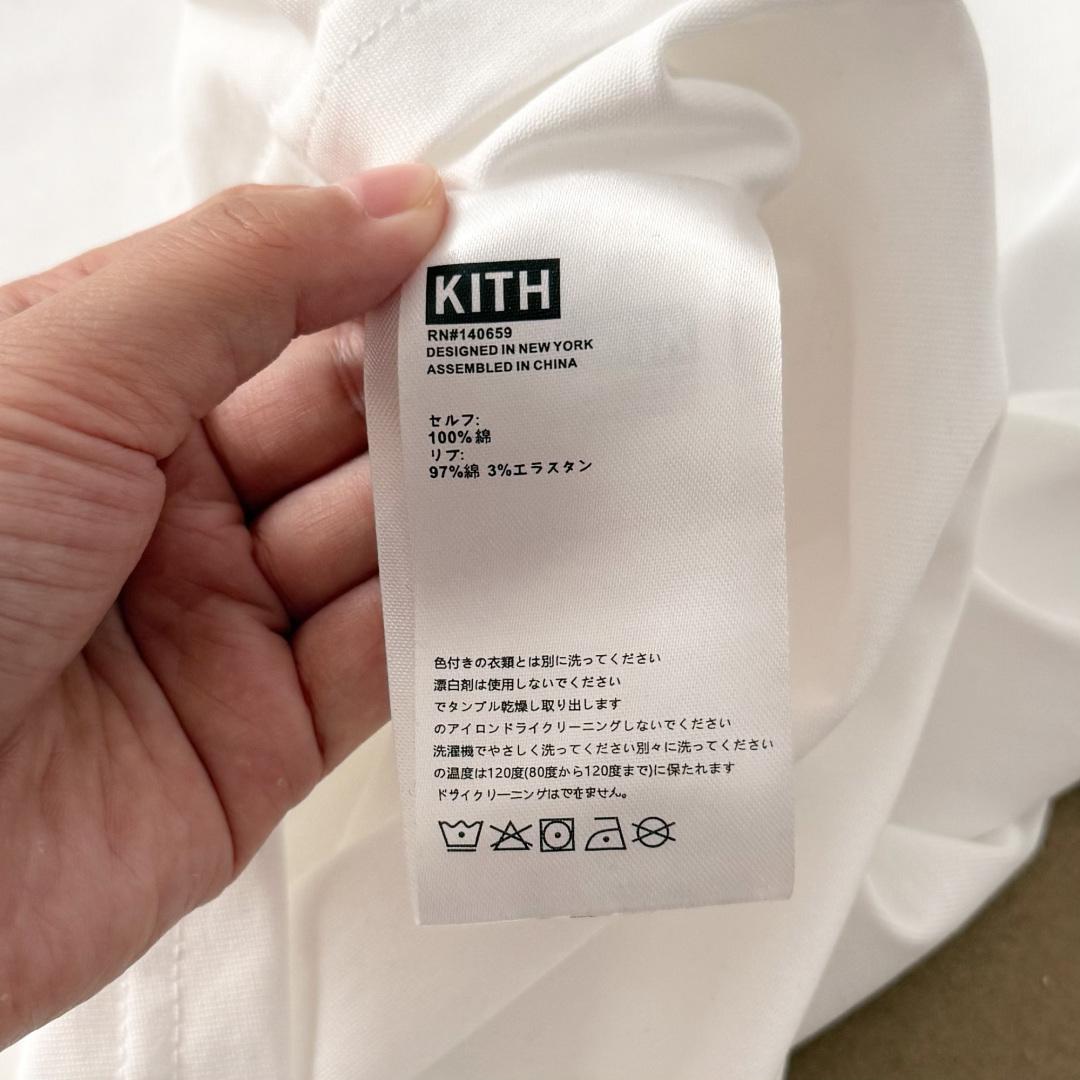 KITH
RN#140659
DESIGNED IN NEW YORK
ASSEMBLED IN CHINA
セルフ:
100%綿
リブ:
97%綿 3%エラスタン
色付きの衣類とは別に洗ってください
漂白剤は使用しないでください
でタンブル乾燥し取り出します
のアイロンドライクリーニングしないでください
洗濯機でやさしく洗ってください別々に洗ってください
の温度は120度(80度から120度まで)に保たれます
ドライクリーニングは